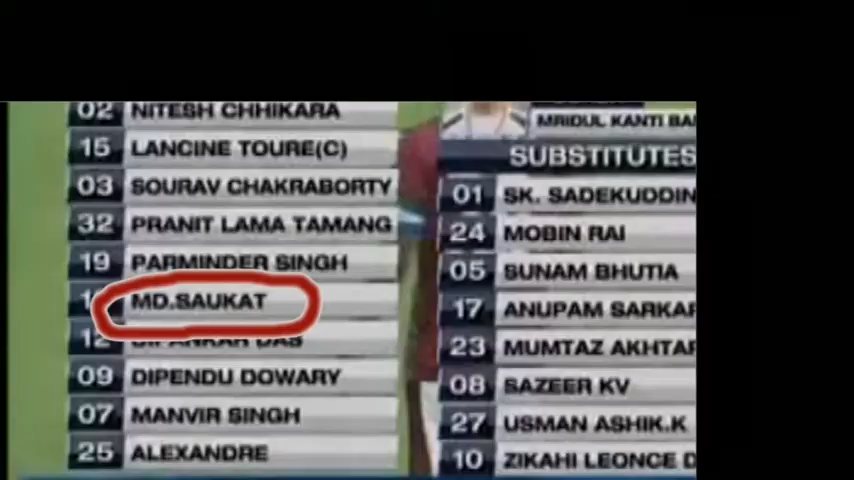 02 NITESH CHHIKARA
15 LANCINE TOURE(C)
03 SOURAV CHAKRABORTY
32 PRANIT LAMA TAMANG
19 PARMINDER SINGH
MD.SAUKAT
12 DIPANKAR DAS
09 DIPENDU DOWARY
07 MANVIR SINGH
25 ALEXANDRE
MRIDUL KANTI BA
SUBSTITUTES
01 SK. SADEKUDDIN
24 MOBIN RAI
05 SUNAM BHUTIA
17 ANUPAM SARKAR
23 MUMTAZ AKHTAR
08 SAZEER KV
27 USMAN ASHIK.K
10 ZIKAHI LEONCE D